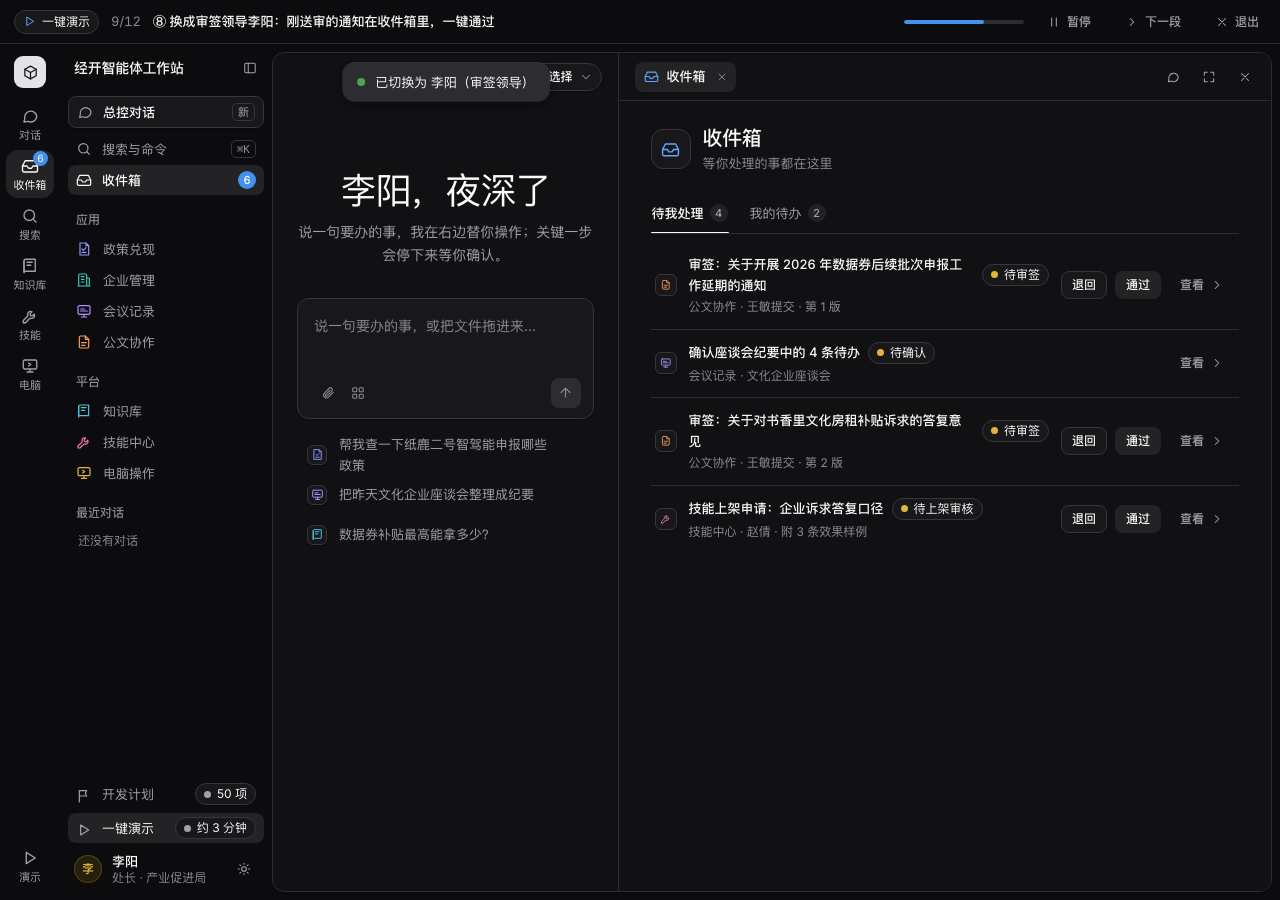 一键演示
9/12
⑧ 换成审签领导李阳：刚送审的通知在收件箱里，一键通过
暂停
下一段
退出
对话
6
收件箱
搜索
知识库
技能
电脑
演示
经开智能体工作站
总控对话
新
搜索与命令
⌘K
收件箱
6
应用
政策兑现
企业管理
会议记录
公文协作
平台
知识库
技能中心
电脑操作
最近对话
还没有对话
开发计划
50 项
一键演示
约 3 分钟
李
李阳
处长 · 产业促进局
已切换为 李阳（审签领导）
选择
李阳，夜深了
说一句要办的事，我在右边替你操作；关键一步
会停下来等你确认。
说一句要办的事，或把文件拖进来...
帮我查一下纸鹿二号智驾能申报哪些
政策
把昨天文化企业座谈会整理成纪要
数据券补贴最高能拿多少？
收件箱
收件箱
等你处理的事都在这里
待我处理 4
我的待办 2
审签：关于开展 2026 年数据券后续批次申报工
作延期的通知
待审签
公文协作 · 王敏提交 · 第 1 版
退回
通过
查看
确认座谈会纪要中的 4 条待办
待确认
会议记录 · 文化企业座谈会
查看
审签：关于对书香里文化房租补贴诉求的答复意
见
待审签
公文协作 · 王敏提交 · 第 2 版
退回
通过
查看
技能上架申请：企业诉求答复口径
待上架审核
技能中心 · 赵倩 · 附 3 条效果样例
退回
通过
查看